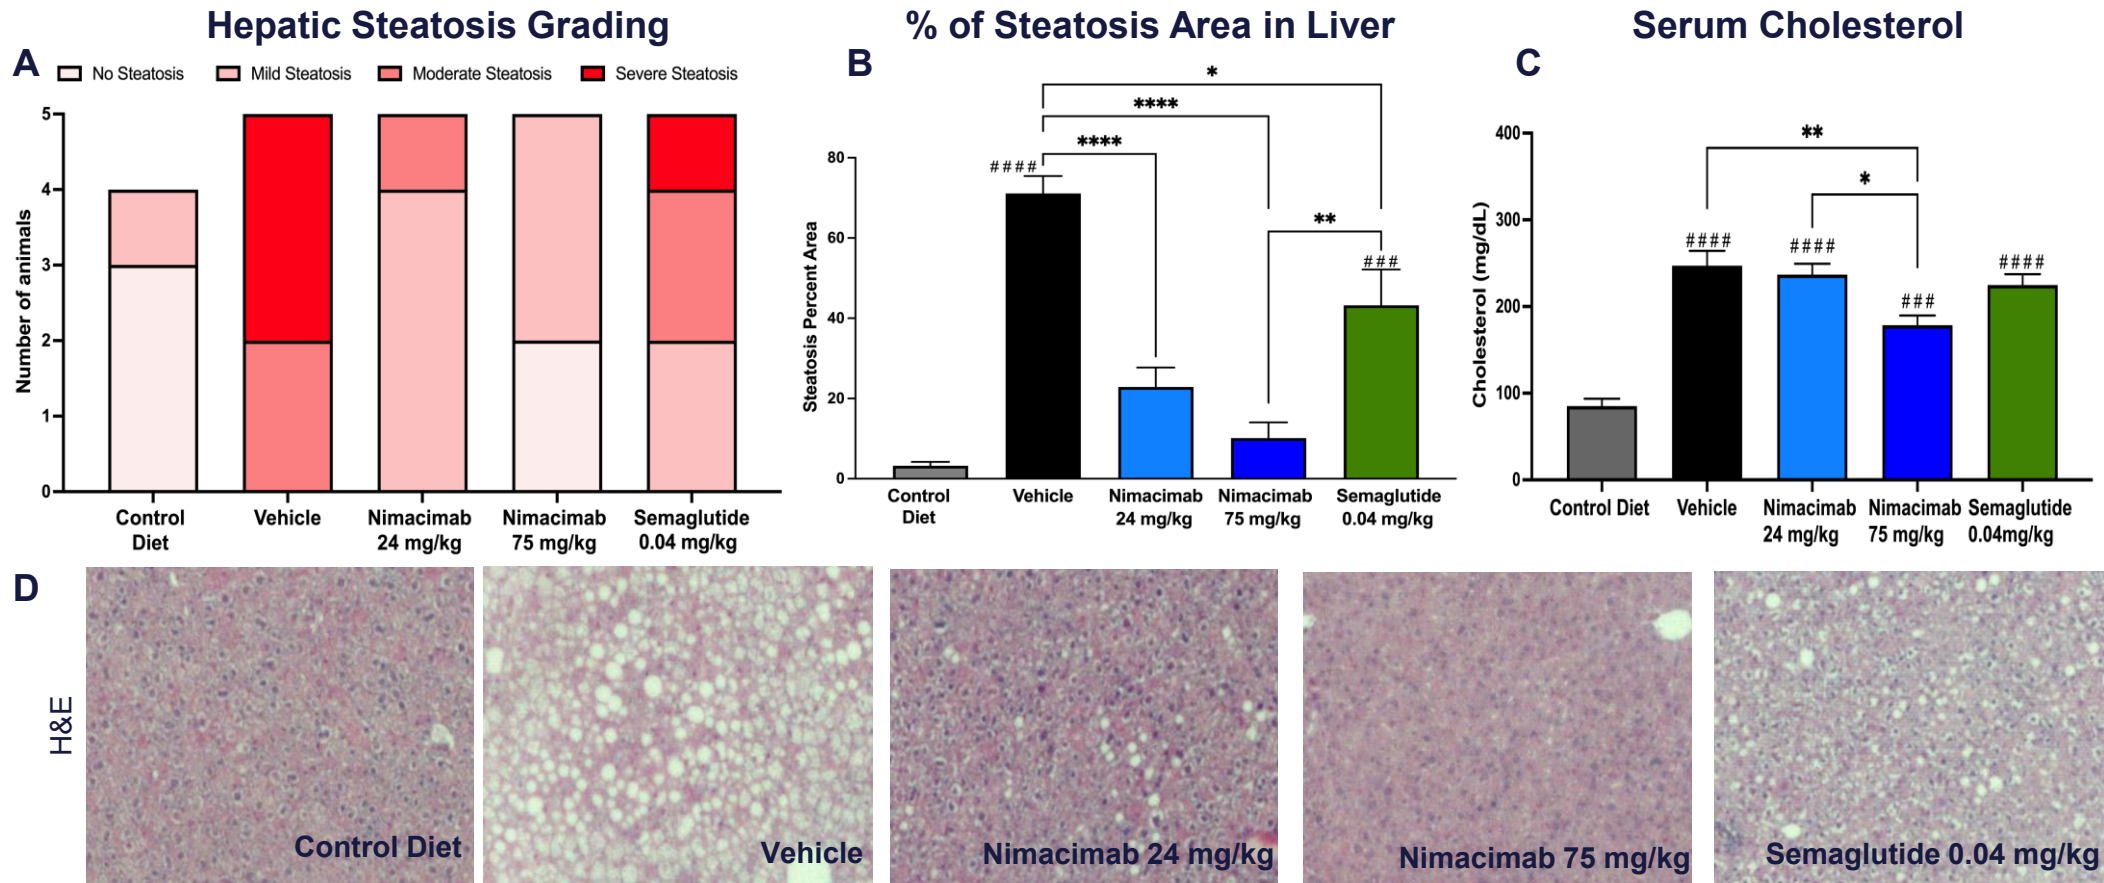 Hepatic Steatosis Grading
% of Steatosis Area in Liver
Serum Cholesterol
A
No Steatosis
Mild Steatosis
Moderate Steatosis
Severe Steatosis
Number of animals
5
4
3
2
1
0
Control
Diet
Vehicle
Nimacimab
24 mg/kg
Nimacimab
75 mg/kg
Semaglutide
0.04 mg/kg
B
*
****
****
####
**
###
Steatosis Percent Area
80
60
40
20
0
Control
Diet
Vehicle
Nimacimab
24 mg/kg
Nimacimab
75 mg/kg
Semaglutide
0.04 mg/kg
C
**
*
####
####
###
####
Cholesterol (mg/dL)
400
300
200
100
0
Control Diet
Vehicle
Nimacimab
24 mg/kg
Nimacimab
75 mg/kg
Semaglutide
0.04mg/kg
D
H&E
Control Diet
Vehicle
Nimacimab 24 mg/kg
Nimacimab 75 mg/kg
Semaglutide 0.04 mg/kg